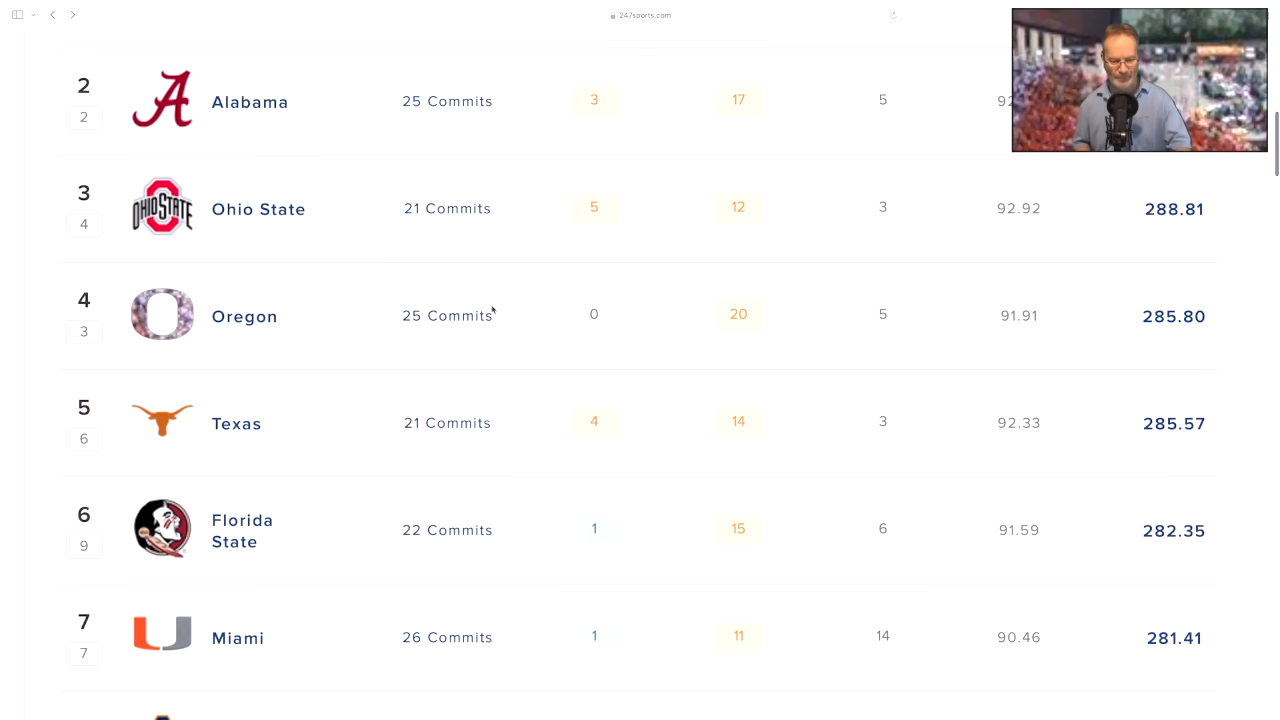 247sports.com
2 Alabama 25 Commits 3 17 5 92
2
3 OHIO STATE Ohio State 21 Commits 5 12 3 92.92 288.81
4
4 Oregon 25 Commits 0 20 5 91.91 285.80
3
5 Texas 21 Commits 4 14 3 92.33 285.57
6
6 Florida
State 22 Commits 1 15 6 91.59 282.35
9
7 Miami 26 Commits 1 11 14 90.46 281.41
7